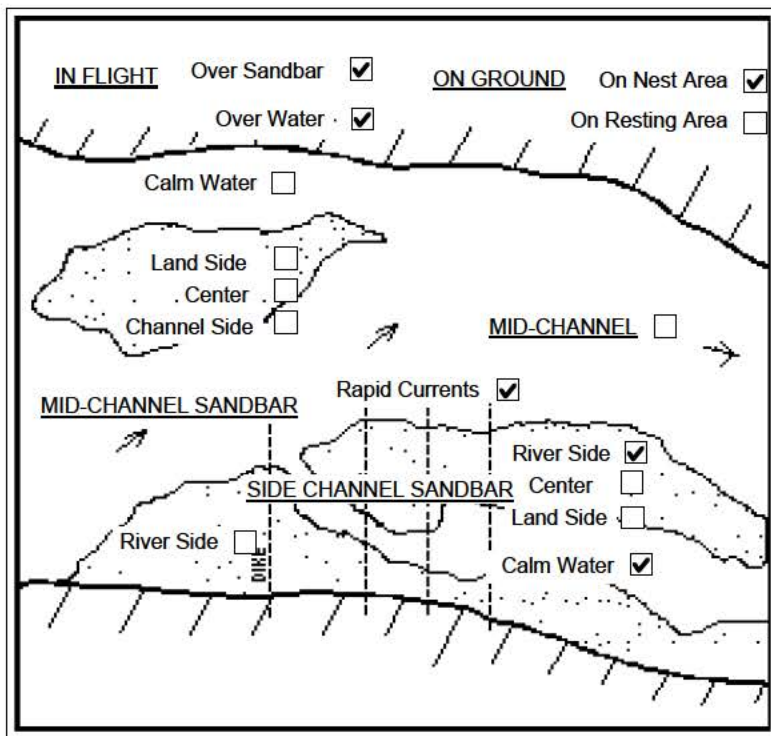 IN FLIGHT Over Sandbar ON GROUND On Nest Area
Over Water On Resting Area
Calm Water
Land Side
Center
Channel Side
MID-CHANNEL
Rapid Currents
MID-CHANNEL SANDBAR
River Side
SIDE CHANNEL SANDBAR Center
Land Side
River Side
DIKE
Calm Water